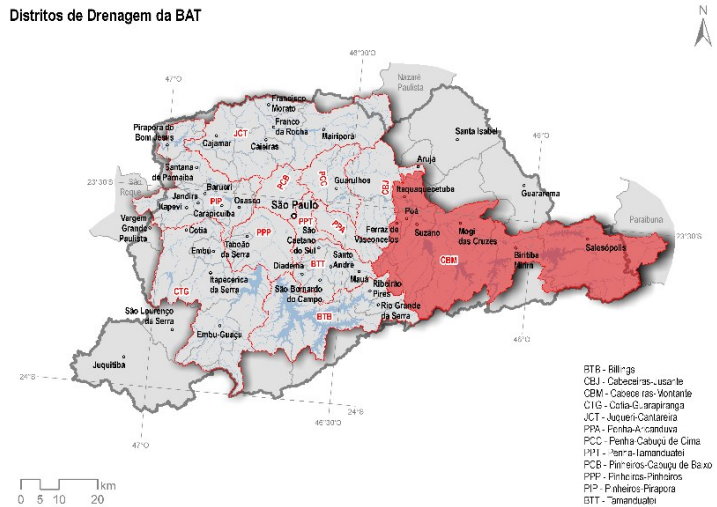 Distritos de Drenagem da BAT
N
46°30'O
Nazaré
Paulista
47°O
Francisco
Morato
Franco
da Rocha
Santa Isabel
46°O
Pirapora do
Bom Jesus
JCT
Cajamar
Caieiras
Mairiporã
Arujá
Santana
de Parnaíba
PCB
PCC
CBJ
23°30'S
São
Roque
Barueri
Guarulhos
Itaquaquecetuba
Guararema
Jandira
PIP
Osasco
Itapevi
Carapicuíba
São Paulo
Poá
Paraibuna
Vargem
Grande
Paulista
Cotia
PPP
PPT
PPA
Ferraz de
Vasconcelos
Suzano
Mogi
das Cruzes
23°30'S
Taboão
da Serra
São
Caetano
do Sul
Embu
BTT
Santo
André
CBM
Biritiba
Mirim
Salesópolis
Diadema
Mauá
Itapecerica
da Serra
São Bernardo
do Campo
Ribeirão
Pires
CTG
Rio Grande
da Serra
São Lourenço
da Serra
BTB
Embu-Guaçu
46°O
Juquitiba
24°S
24°S
46°30'O
47°O
BTB - Billings
CBJ - Cabeceiras-Jusante
CBM - Cabeceiras-Montante
CTG - Cotia-Guarapiranga
JCT - Juqueri-Cantareira
PPA - Penha-Aricanduva
PCC - Penha-Cabuçú de Cima
PPT - Penha-Tamanduateí
PCB - Pinheiros-Cabuçu de Baixo
PPP - Pinheiros-Pinheiros
PIP - Pinheiros-Pirapora
BTT - Tamanduateí
km
0 5 10 20